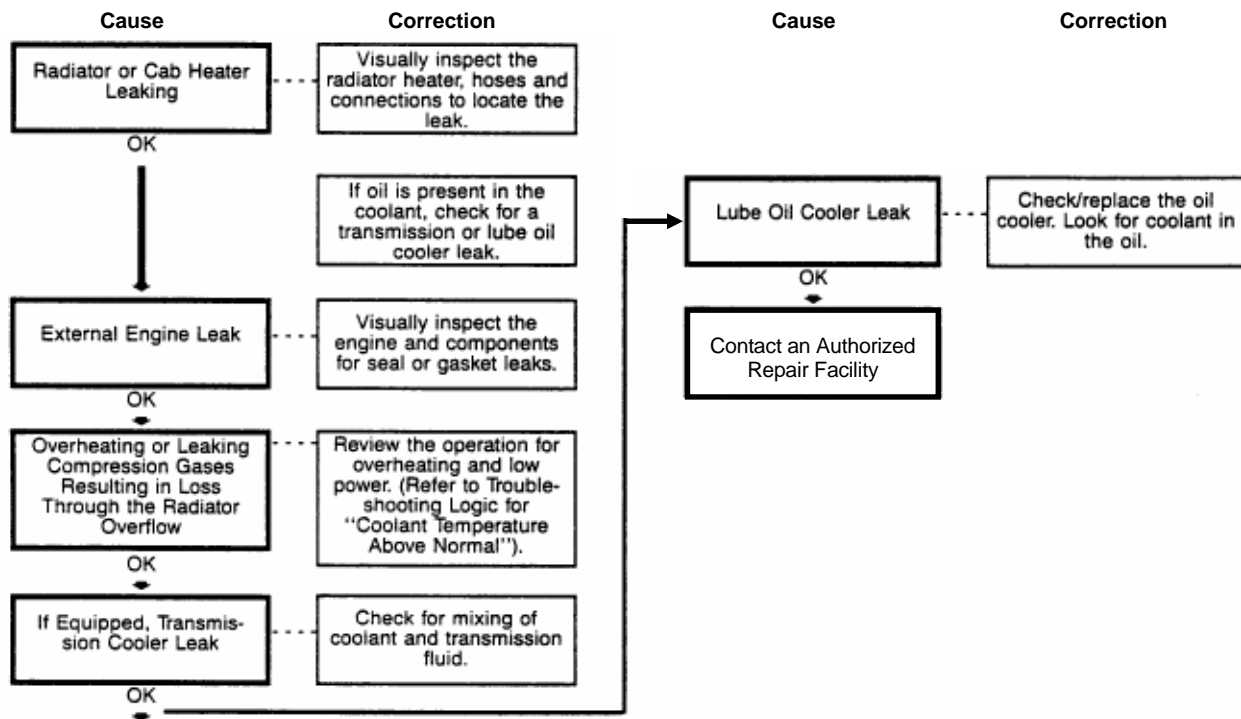 Cause
Correction
Radiator or Cab Heater
Leaking
Visually inspect the
radiator heater, hoses and
connections to locate the
leak.
OK
If oil is present in the
coolant, check for a
transmission or lube oil
cooler leak.
External Engine Leak
Visually inspect the
engine and components
for seal or gasket leaks.
OK
Overheating or Leaking
Compression Gases
Resulting in Loss
Through the Radiator
Overflow
Review the operation for
overheating and low
power. (Refer to Trouble-
shooting Logic for
‘‘Coolant Temperature
Above Normal’’).
OK
If Equipped, Transmis-
sion Cooler Leak
Check for mixing of
coolant and transmission
fluid.
OK
Cause
Correction
Lube Oil Cooler Leak
Check/replace the oil
cooler. Look for coolant in
the oil.
OK
Contact an Authorized
Repair Facility